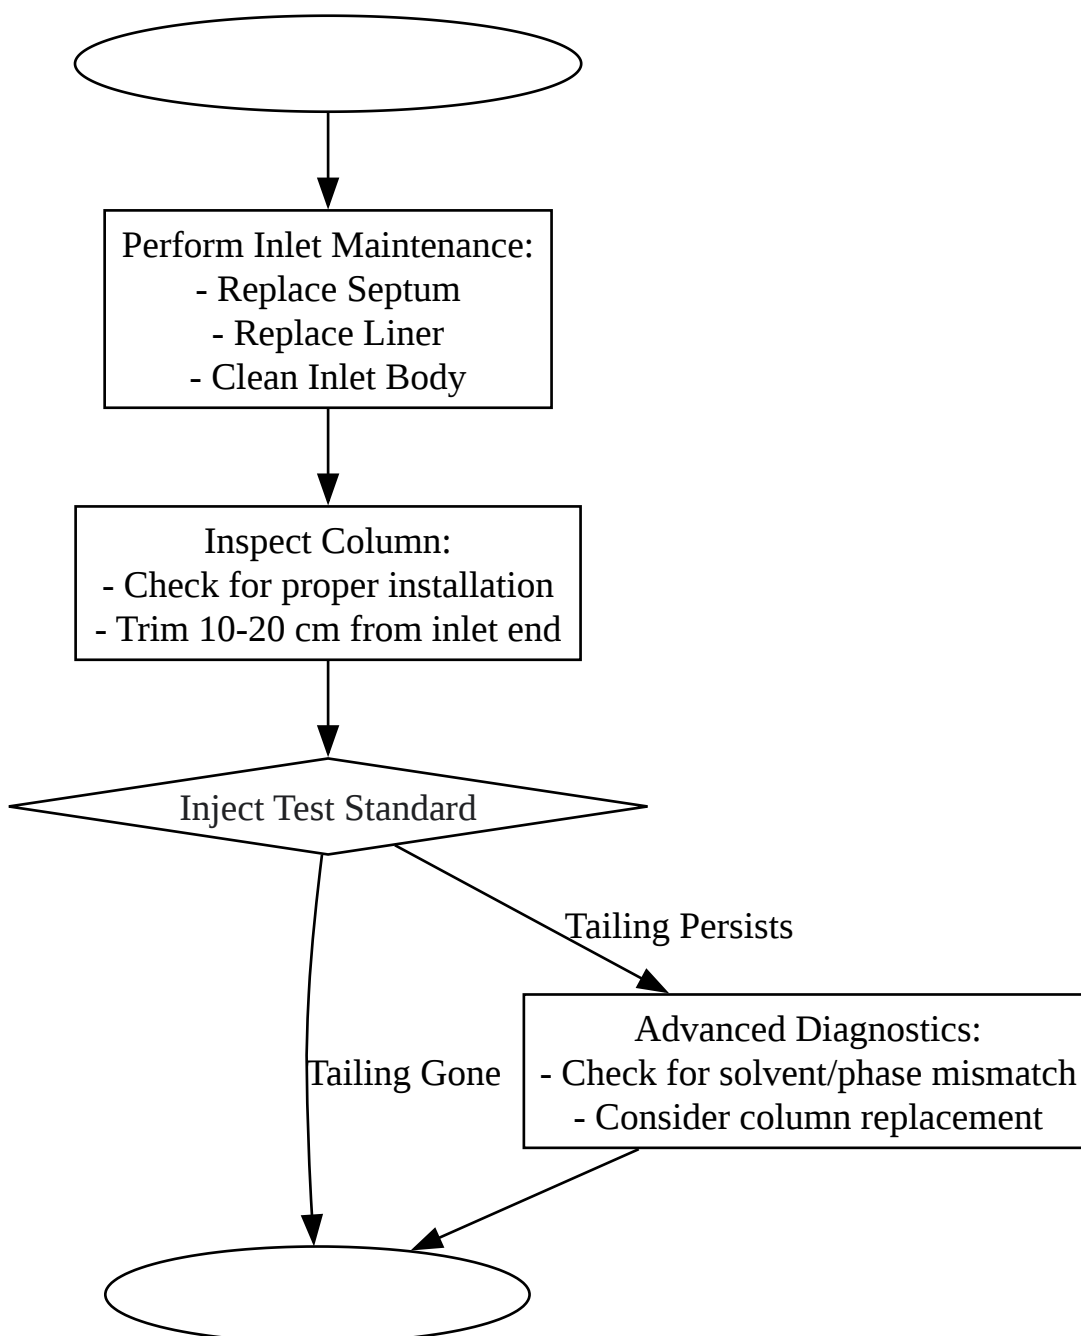 Perform Inlet Maintenance:
- Replace Septum
- Replace Liner
- Clean Inlet Body
Inspect Column:
- Check for proper installation
- Trim 10-20 cm from inlet end
Inject Test Standard
Tailing Persists
Advanced Diagnostics:
- Check for solvent/phase mismatch
- Consider column replacement
Tailing Gone